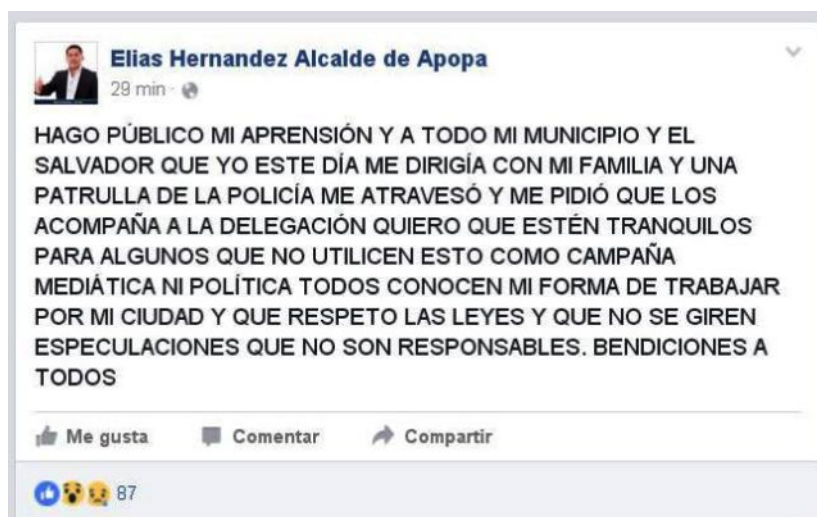 Elias Hernandez Alcalde de Apopa
29 min ·
HAGO PÚBLICO MI APRENSIÓN Y A TODO MI MUNICIPIO Y EL
SALVADOR QUE YO ESTE DÍA ME DIRIGÍA CON MI FAMILIA Y UNA
PATRULLA DE LA POLICÍA ME ATRAVESÓ Y ME PIDIÓ QUE LOS
ACOMPAÑA A LA DELEGACIÓN QUIERO QUE ESTÉN TRANQUILOS
PARA ALGUNOS QUE NO UTILICEN ESTO COMO CAMPAÑA
MEDIÁTICA NI POLÍTICA TODOS CONOCEN MI FORMA DE TRABAJAR
POR MI CIUDAD Y QUE RESPETO LAS LEYES Y QUE NO SE GIREN
ESPECULACIONES QUE NO SON RESPONSABLES. BENDICIONES A
TODOS
Me gusta Comentar Compartir
87